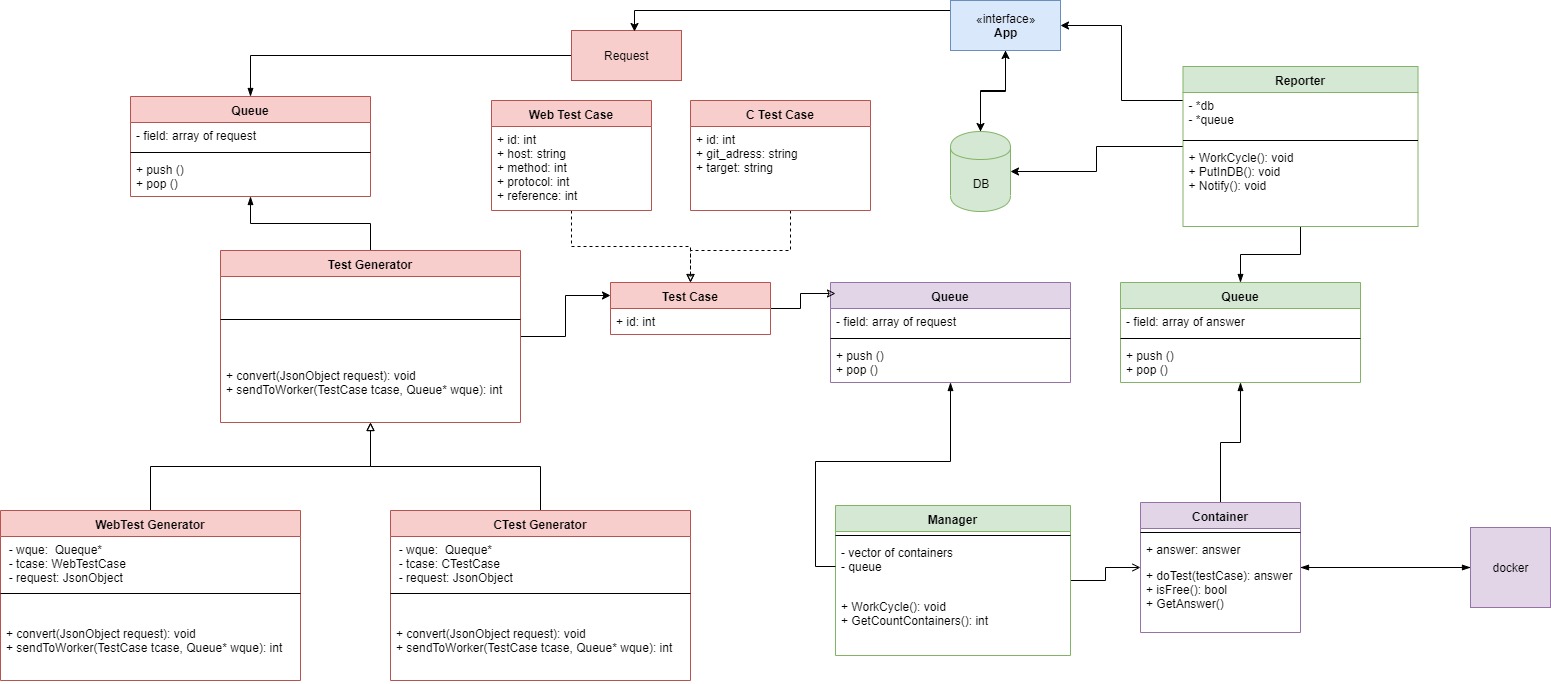 «interface»
App
Request
Reporter
- *db
- *queue
+ WorkCycle(): void
+ PutInDB(): void
+ Notify(): void
Queue
- field: array of request
+ push ()
+ pop ()
Web Test Case
+ id: int
+ host: string
+ method: int
+ protocol: int
+ reference: int
C Test Case
+ id: int
+ git_adress: string
+ target: string
DB
Test Generator
+ convert(JsonObject request): void
+ sendToWorker(TestCase tcase, Queue* wque): int
Test Case
+ id: int
Queue
- field: array of request
+ push ()
+ pop ()
Queue
- field: array of answer
+ push ()
+ pop ()
WebTest Generator
- wque:  Queque*
- tcase: WebTestCase
- request: JsonObject
+ convert(JsonObject request): void
+ sendToWorker(TestCase tcase, Queue* wque): int
CTest Generator
- wque:  Queque*
- tcase: CTestCase
- request: JsonObject
+ convert(JsonObject request): void
+ sendToWorker(TestCase tcase, Queue* wque): int
Manager
- vector of containers
- queue
+ WorkCycle(): void
+ GetCountContainers(): int
Container
+ answer: answer
+ doTest(testCase): answer
+ isFree(): bool
+ GetAnswer()
docker